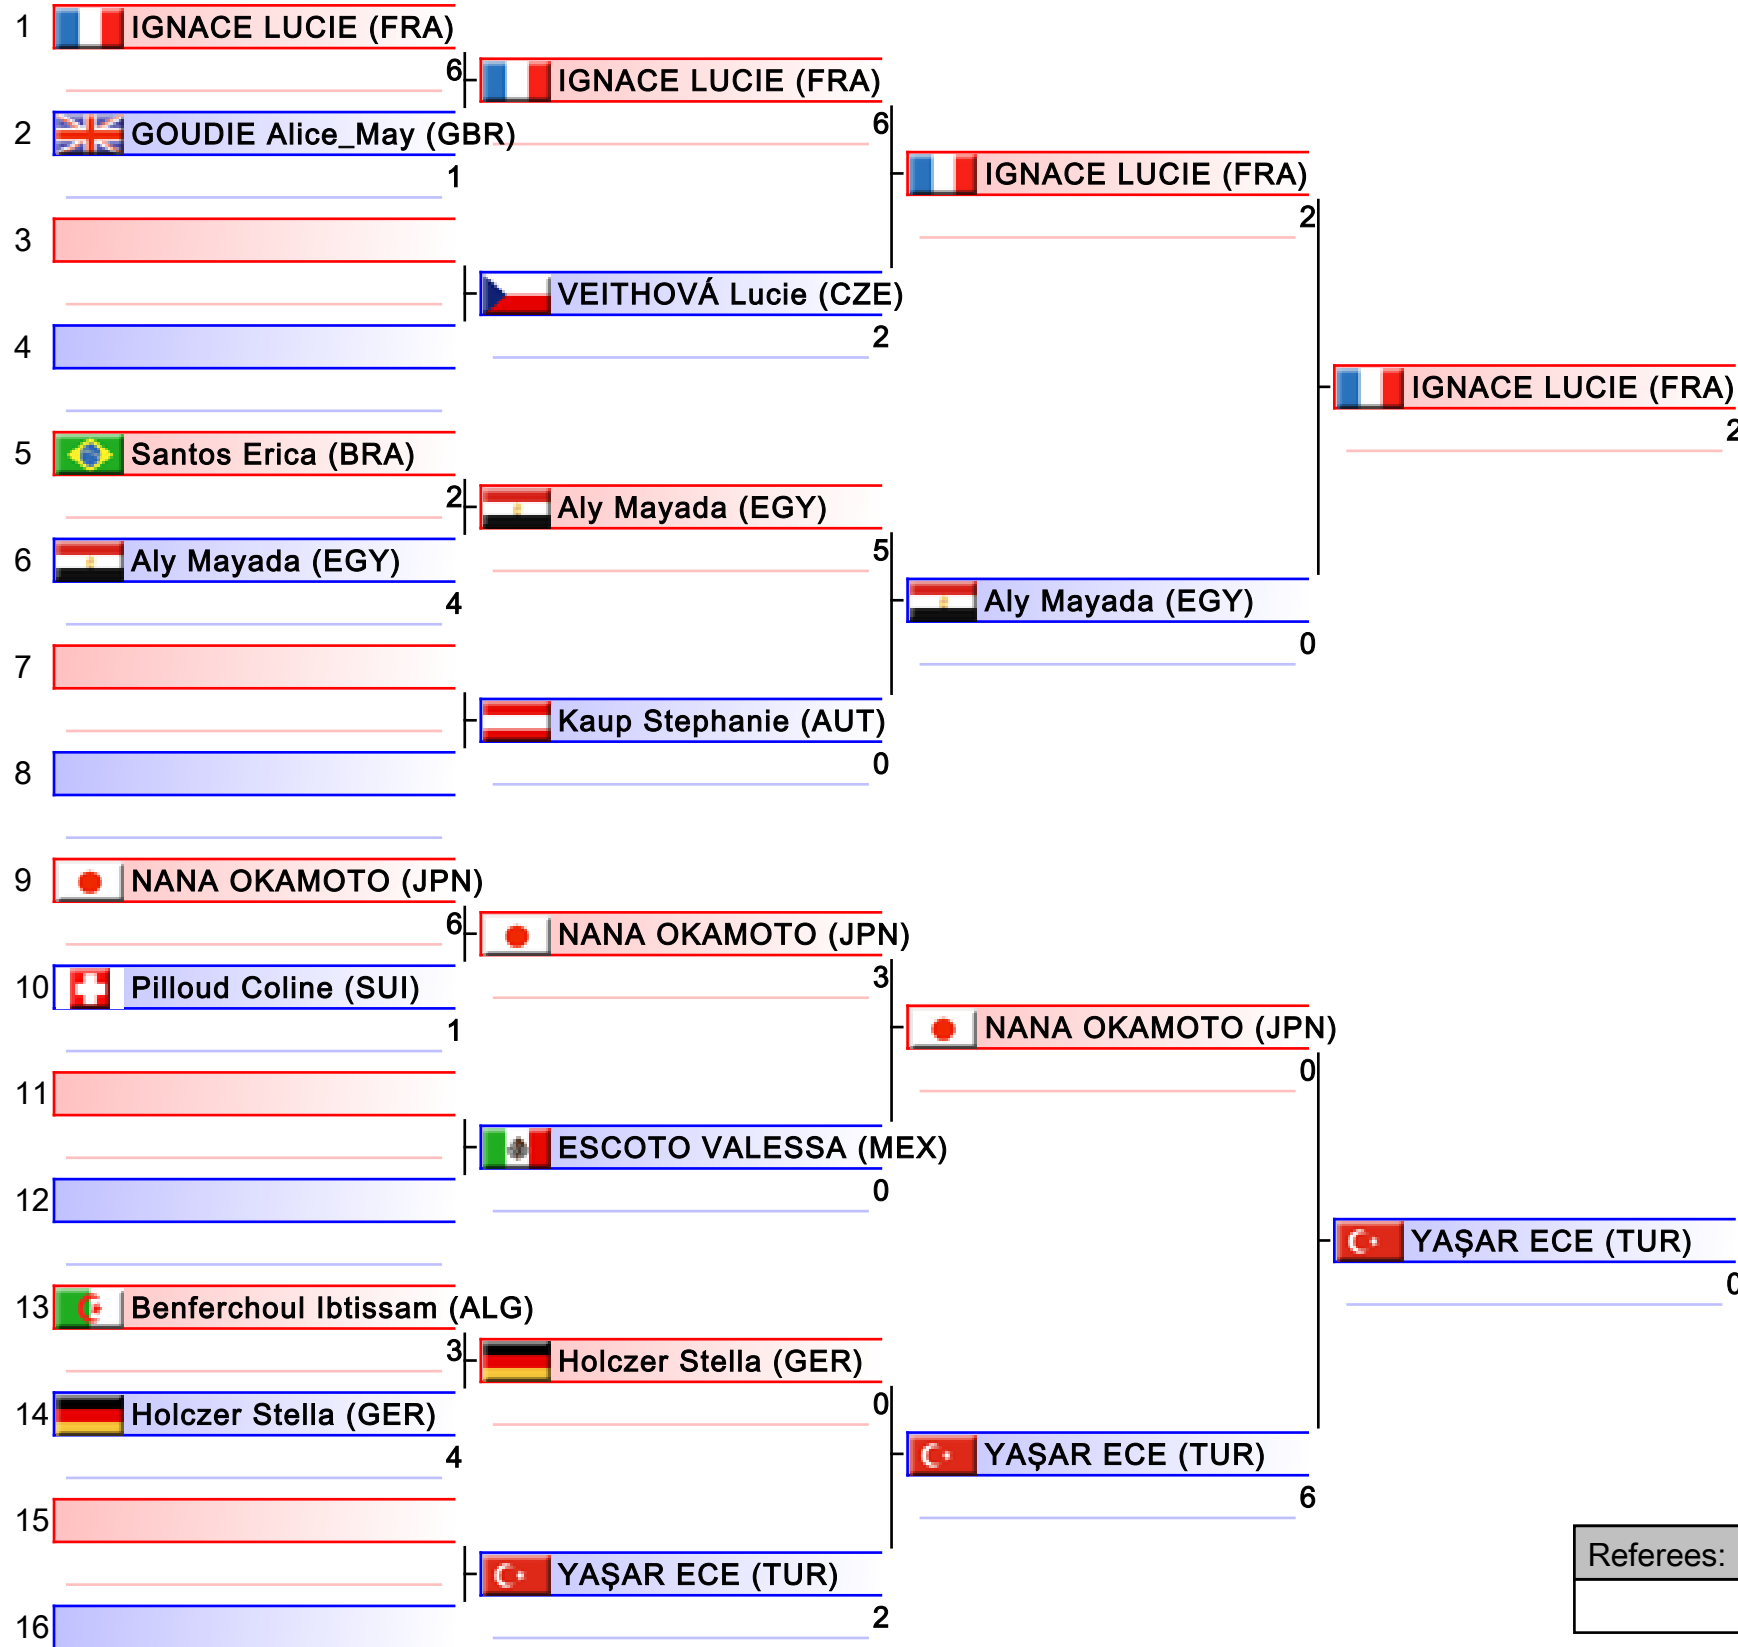 1 IGNACE LUCIE (FRA)
6 IGNACE LUCIE (FRA)
2 GOUDIE Alice_May (GBR)
6
1
IGNACE LUCIE (FRA)
2
3
VEITHOVÁ Lucie (CZE)
2
4
IGNACE LUCIE (FRA)
2
5 Santos Erica (BRA)
2 Aly Mayada (EGY)
5
6 Aly Mayada (EGY)
4
Aly Mayada (EGY)
0
7
Kaup Stephanie (AUT)
0
8
9 NANA OKAMOTO (JPN)
6 NANA OKAMOTO (JPN)
3
10 Pilloud Coline (SUI)
1
NANA OKAMOTO (JPN)
0
11
ESCOTO VALESSA (MEX)
0
12
YAŞAR ECE (TUR)
0
13 Benferchoul Ibtissam (ALG)
3 Holczer Stella (GER)
0
14 Holczer Stella (GER)
4
YAŞAR ECE (TUR)
6
15
Referees:
YAŞAR ECE (TUR)
2
16